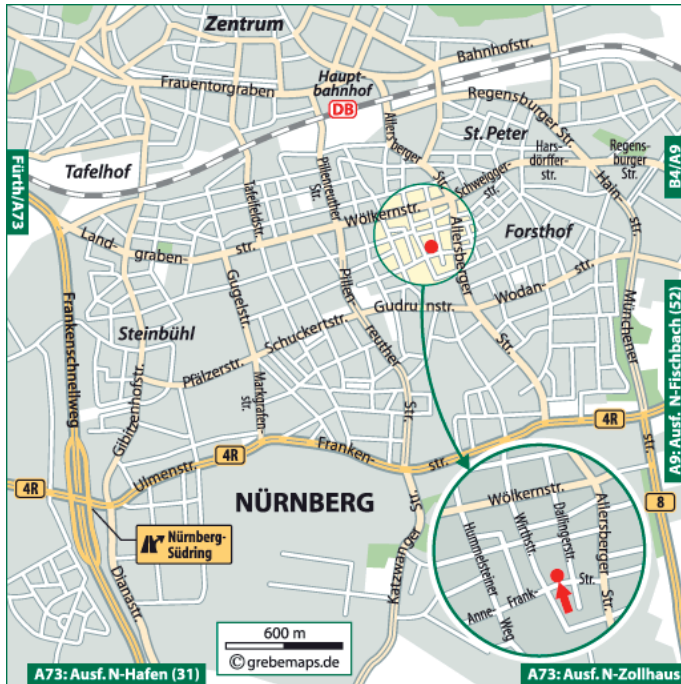 Zentrum
Bahnhofstr.
Frauentorgraben
Haupt-
bahnhof
DB
Allersberger
Str.
Regensburger Str.
St. Peter
Hars-
dörffer-
str.
Regens-
burger
Str.
B4/A9
Fürth/A73
Tafelhof
Tafelfeldstr.
Pillenreuther
Str.
Schweigger-
str.
Hain-
str.
Wölkernstr.
Land-
graben-
str.
Allersberger
Str.
Forsthof
Gugelstr.
Pillen-
reuther
Str.
Gudrunstr.
Wodan-
str.
Münchener
str.
Frankenschnellweg
Steinbühl
Schuckertstr.
Pfälzerstr.
Markgrafen-
str.
Gibitzenhofstr.
A9: Ausf. N-Fischbach (52)
4R
Franken-
str.
4R
Ulmenstr.
4R
NÜRNBERG
Nürnberg-
Südring
Dianastr.
Katzwanger
Str.
8
Wölkernstr.
Allersberger
Str.
Hummelsteiner
Weg
Wirthstr.
Dallingerstr.
Anne-
Frank-
Str.
600 m
© grebemaps.de
A73: Ausf. N-Hafen (31)
A73: Ausf. N-Zollhaus